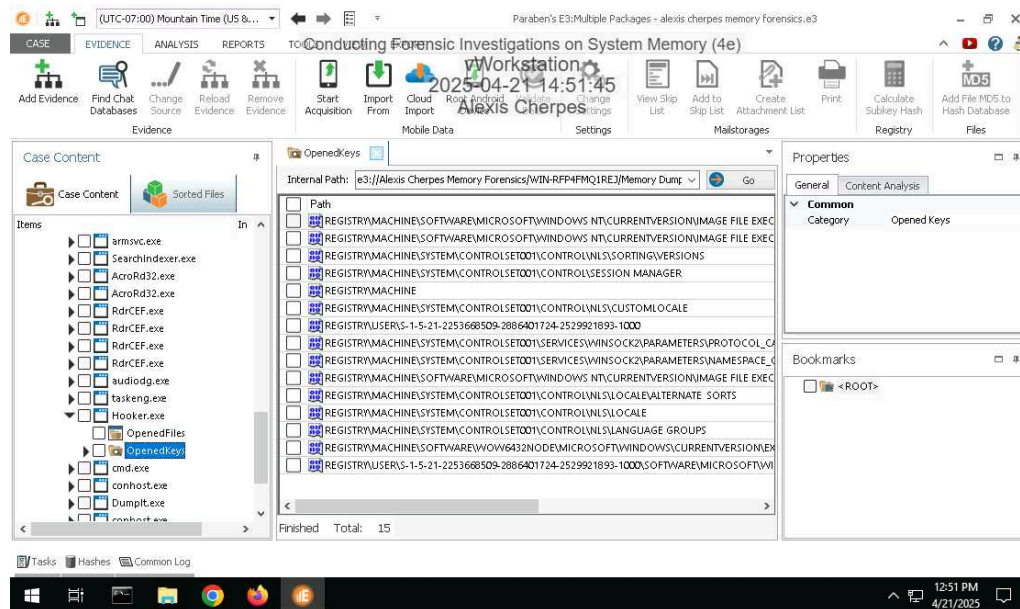 (UTC-07:00) Mountain Time (US &...
Paraben's E3:Multiple Packages - alexis cherpes memory forensics.e3
CASE EVIDENCE ANALYSIS REPORTS
Conducting Forensic Investigations on System Memory (4e)
vWorkstation
2025-04-21 14:51:45
Alexis Cherpes
Add Evidence
Find Chat Databases
Change Source
Reload Evidence
Remove Evidence
Start Acquisition
Import From
Cloud Import
Root Android
Change Settings
View Skip List
Add to Skip List
Create Attachment List
Print
Calculate Subkey Hash
MD5
Add File MD5 to Hash Database
Evidence Mobile Data Settings Mailstorages Registry Files
Case Content
Case Content Sorted Files
Items In
armsvc.exe
SearchIndexer.exe
AcroRd32.exe
AcroRd32.exe
RdrCEF.exe
RdrCEF.exe
RdrCEF.exe
RdrCEF.exe
audiodg.exe
taskeng.exe
Hooker.exe
OpenedFiles
OpenedKeys
cmd.exe
conhost.exe
DumpIt.exe
conhost.exe
OpenedKeys
Internal Path: e3://Alexis Cherpes Memory Forensics/WIN-RFP4FMQ1REJ/Memory Dump Go
Path
REGISTRY\MACHINE\SOFTWARE\MICROSOFT\WINDOWS NT\CURRENTVERSION\IMAGE FILE EXEC
REGISTRY\MACHINE\SOFTWARE\MICROSOFT\WINDOWS NT\CURRENTVERSION\IMAGE FILE EXEC
REGISTRY\MACHINE\SYSTEM\CONTROLSET001\CONTROL\NLS\SORTING\VERSIONS
REGISTRY\MACHINE\SYSTEM\CONTROLSET001\CONTROL\SESSION MANAGER
REGISTRY\MACHINE
REGISTRY\MACHINE\SYSTEM\CONTROLSET001\CONTROL\NLS\CUSTOMLOCALE
REGISTRY\USER\S-1-5-21-2253668509-2886401724-2529921893-1000
REGISTRY\MACHINE\SYSTEM\CONTROLSET001\SERVICES\WINSOCK2\PARAMETERS\PROTOCOL_CA
REGISTRY\MACHINE\SYSTEM\CONTROLSET001\SERVICES\WINSOCK2\PARAMETERS\NAMESPACE_C
REGISTRY\MACHINE\SOFTWARE\MICROSOFT\WINDOWS NT\CURRENTVERSION\IMAGE FILE EXEC
REGISTRY\MACHINE\SYSTEM\CONTROLSET001\CONTROL\NLS\LOCALE\ALTERNATE SORTS
REGISTRY\MACHINE\SYSTEM\CONTROLSET001\CONTROL\NLS\LOCALE
REGISTRY\MACHINE\SYSTEM\CONTROLSET001\CONTROL\NLS\LANGUAGE GROUPS
REGISTRY\MACHINE\SOFTWARE\WOW6432NODE\MICROSOFT\WINDOWS\CURRENTVERSION\EX
REGISTRY\USER\S-1-5-21-2253668509-2886401724-2529921893-1000\SOFTWARE\MICROSOFT\WI
Finished Total: 15
Properties
General Content Analysis
Common
Category Opened Keys
Bookmarks
<ROOT>
Tasks Hashes Common Log
12:51 PM
4/21/2025